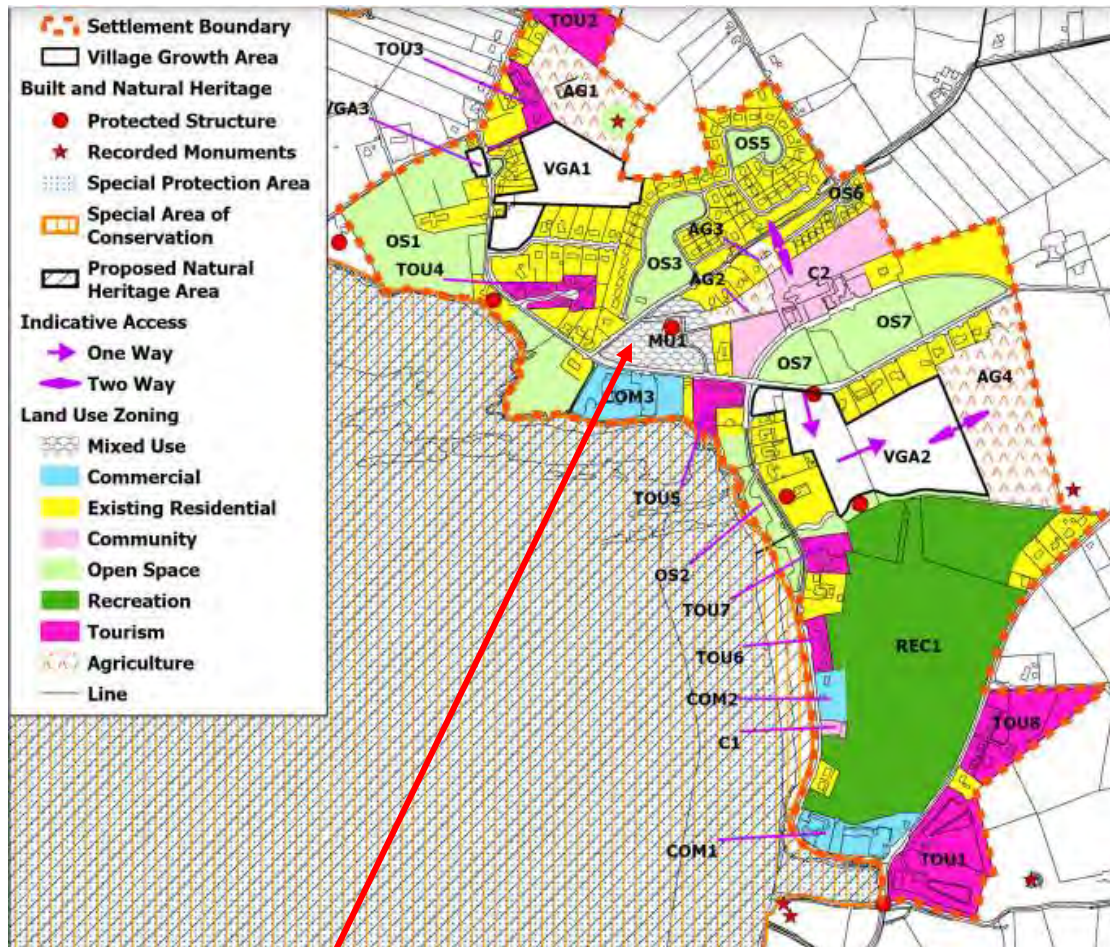 Settlement Boundary
Village Growth Area
Built and Natural Heritage
Protected Structure
Recorded Monuments
Special Protection Area
Special Area of
Conservation
Proposed Natural
Heritage Area
Indicative Access
One Way
Two Way
Land Use Zoning
Mixed Use
Commercial
Existing Residential
Community
Open Space
Recreation
Tourism
Agriculture
Line
TOU2
TOU3
AG1
VGA3
VGA1
OS5
OS6
OS1
AG3
OS3
TOU4
AG2
C2
MU1
OS7
OS7
COM3
AG4
VGA2
TOU5
OS2
TOU7
TOU6
REC1
COM2
C1
TOU8
COM1
TOU1